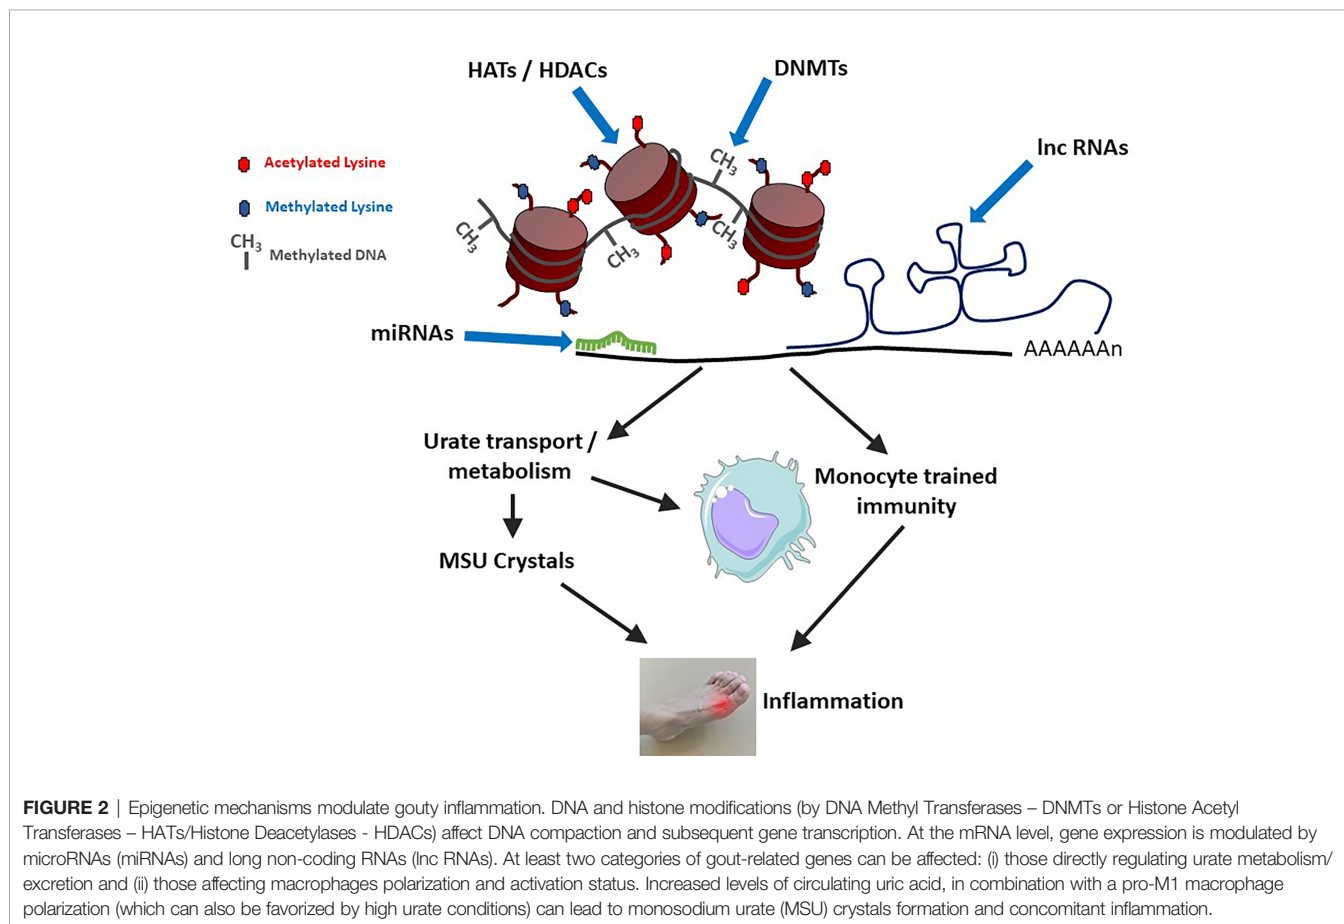 HATs / HDACs
DNMTs
lnc RNAs
Acetylated Lysine
Methylated Lysine
CH3
Methylated DNA
CH3
CH3
CH3
CH3
miRNAs
AAAAAAn
Urate transport /
metabolism
Monocyte trained
immunity
MSU Crystals
Inflammation
FIGURE 2 | Epigenetic mechanisms modulate gouty inflammation. DNA and histone modifications (by DNA Methyl Transferases – DNMTs or Histone Acetyl
Transferases – HATs/Histone Deacetylases - HDACs) affect DNA compaction and subsequent gene transcription. At the mRNA level, gene expression is modulated by
microRNAs (miRNAs) and long non-coding RNAs (lnc RNAs). At least two categories of gout-related genes can be affected: (i) those directly regulating urate metabolism/
excretion and (ii) those affecting macrophages polarization and activation status. Increased levels of circulating uric acid, in combination with a pro-M1 macrophage
polarization (which can also be favorized by high urate conditions) can lead to monosodium urate (MSU) crystals formation and concomitant inflammation.